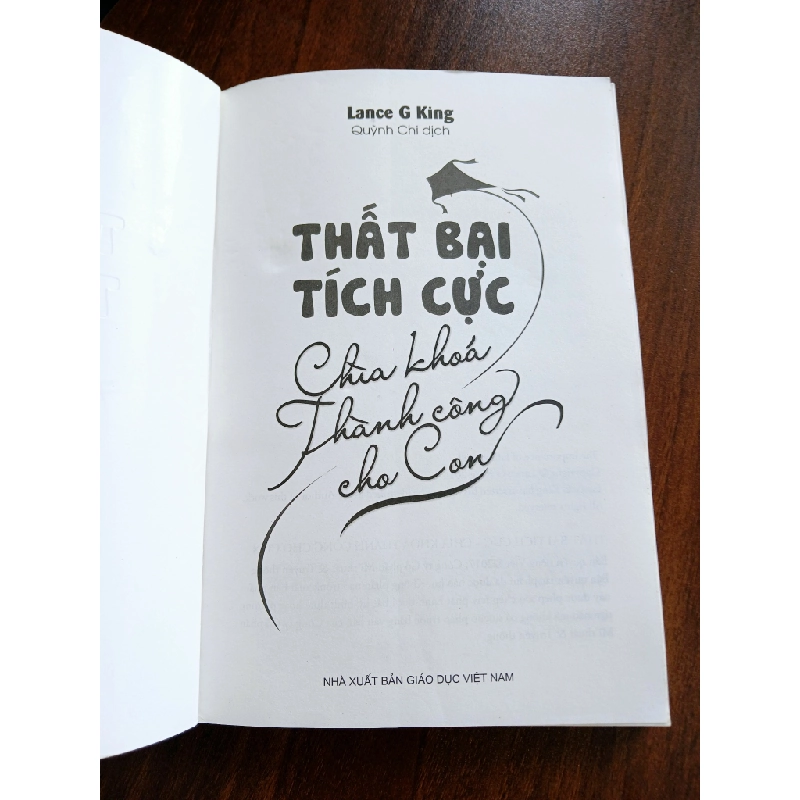 Lance G King
Quỳnh Chi dịch
THẤT BẠI
TÍCH CỰC
Chìa khoá
Thành công
cho Con
NHÀ XUẤT BẢN GIÁO DỤC VIỆT NAM